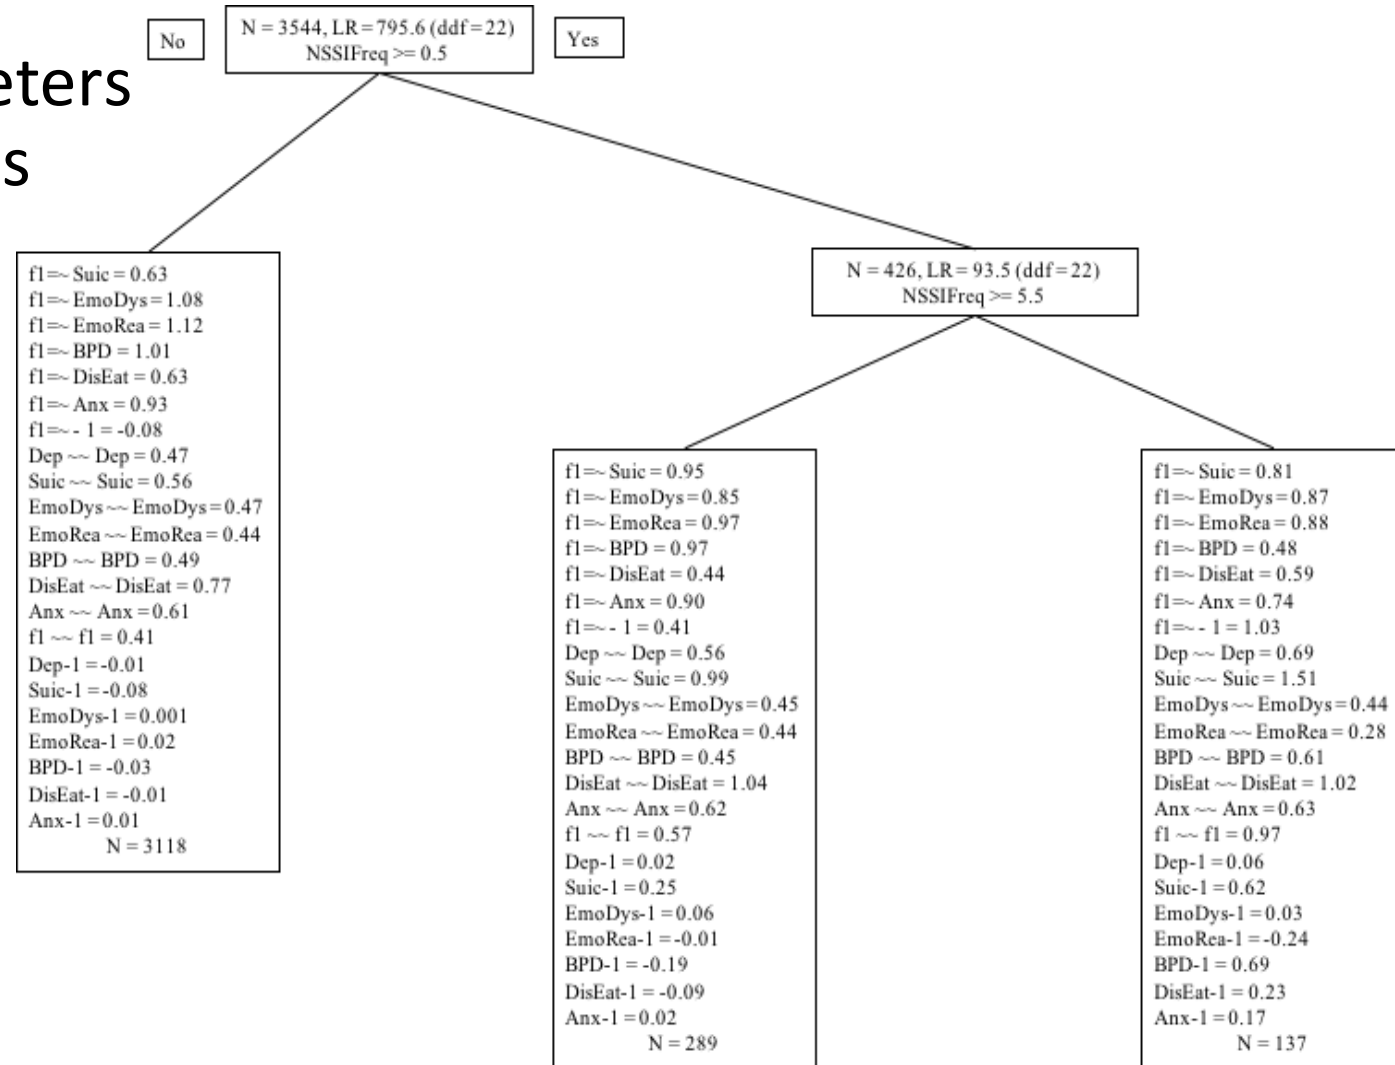 eters
s
No
N = 3544, LR = 795.6 (ddf = 22)
NSSIFreq >= 0.5
Yes
f1=~ Suic = 0.63
f1=~ EmoDys = 1.08
f1=~ EmoRea = 1.12
f1=~ BPD = 1.01
f1=~ DisEat = 0.63
f1=~ Anx = 0.93
f1=~- 1 = -0.08
Dep ~~ Dep = 0.47
Suic ~~ Suic = 0.56
EmoDys ~~ EmoDys = 0.47
EmoRea ~~ EmoRea = 0.44
BPD ~~ BPD = 0.49
DisEat ~~ DisEat = 0.77
Anx ~~ Anx = 0.61
f1 ~~ f1 = 0.41
Dep-1 = -0.01
Suic-1 = -0.08
EmoDys-1 = 0.001
EmoRea-1 = 0.02
BPD-1 = -0.03
DisEat-1 = -0.01
Anx-1 = 0.01
N = 3118
N = 426, LR = 93.5 (ddf = 22)
NSSIFreq >= 5.5
f1=~ Suic = 0.95
f1=~ EmoDys = 0.85
f1=~ EmoRea = 0.97
f1=~ BPD = 0.97
f1=~ DisEat = 0.44
f1=~ Anx = 0.90
f1=~- 1 = 0.41
Dep ~~ Dep = 0.56
Suic ~~ Suic = 0.99
EmoDys ~~ EmoDys = 0.45
EmoRea ~~ EmoRea = 0.44
BPD ~~ BPD = 0.45
DisEat ~~ DisEat = 1.04
Anx ~~ Anx = 0.62
f1 ~~ f1 = 0.57
Dep-1 = 0.02
Suic-1 = 0.25
EmoDys-1 = 0.06
EmoRea-1 = -0.01
BPD-1 = -0.19
DisEat-1 = -0.09
Anx-1 = 0.02
N = 289
f1=~ Suic = 0.81
f1=~ EmoDys = 0.87
f1=~ EmoRea = 0.88
f1=~ BPD = 0.48
f1=~ DisEat = 0.59
f1=~ Anx = 0.74
f1=~- 1 = 1.03
Dep ~~ Dep = 0.69
Suic ~~ Suic = 1.51
EmoDys ~~ EmoDys = 0.44
EmoRea ~~ EmoRea = 0.28
BPD ~~ BPD = 0.61
DisEat ~~ DisEat = 1.02
Anx ~~ Anx = 0.63
f1 ~~ f1 = 0.97
Dep-1 = 0.06
Suic-1 = 0.62
EmoDys-1 = 0.03
EmoRea-1 = -0.24
BPD-1 = 0.69
DisEat-1 = 0.23
Anx-1 = 0.17
N = 137